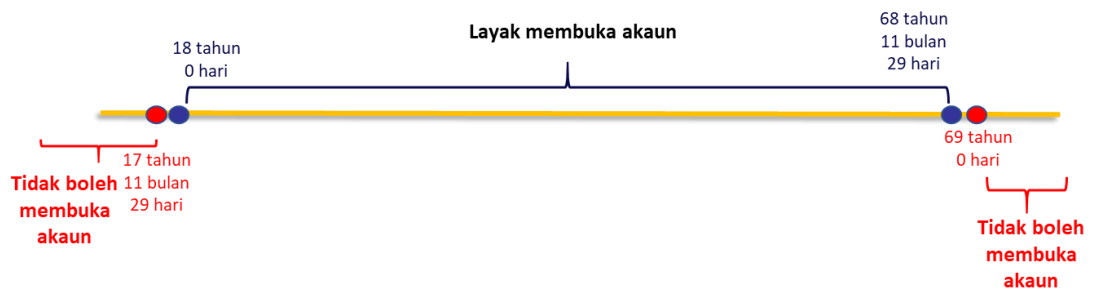 Layak membuka akaun
18 tahun
0 hari
68 tahun
11 bulan
29 hari
17 tahun
11 bulan
29 hari
Tidak boleh
membuka
akaun
69 tahun
0 hari
Tidak boleh
membuka
akaun